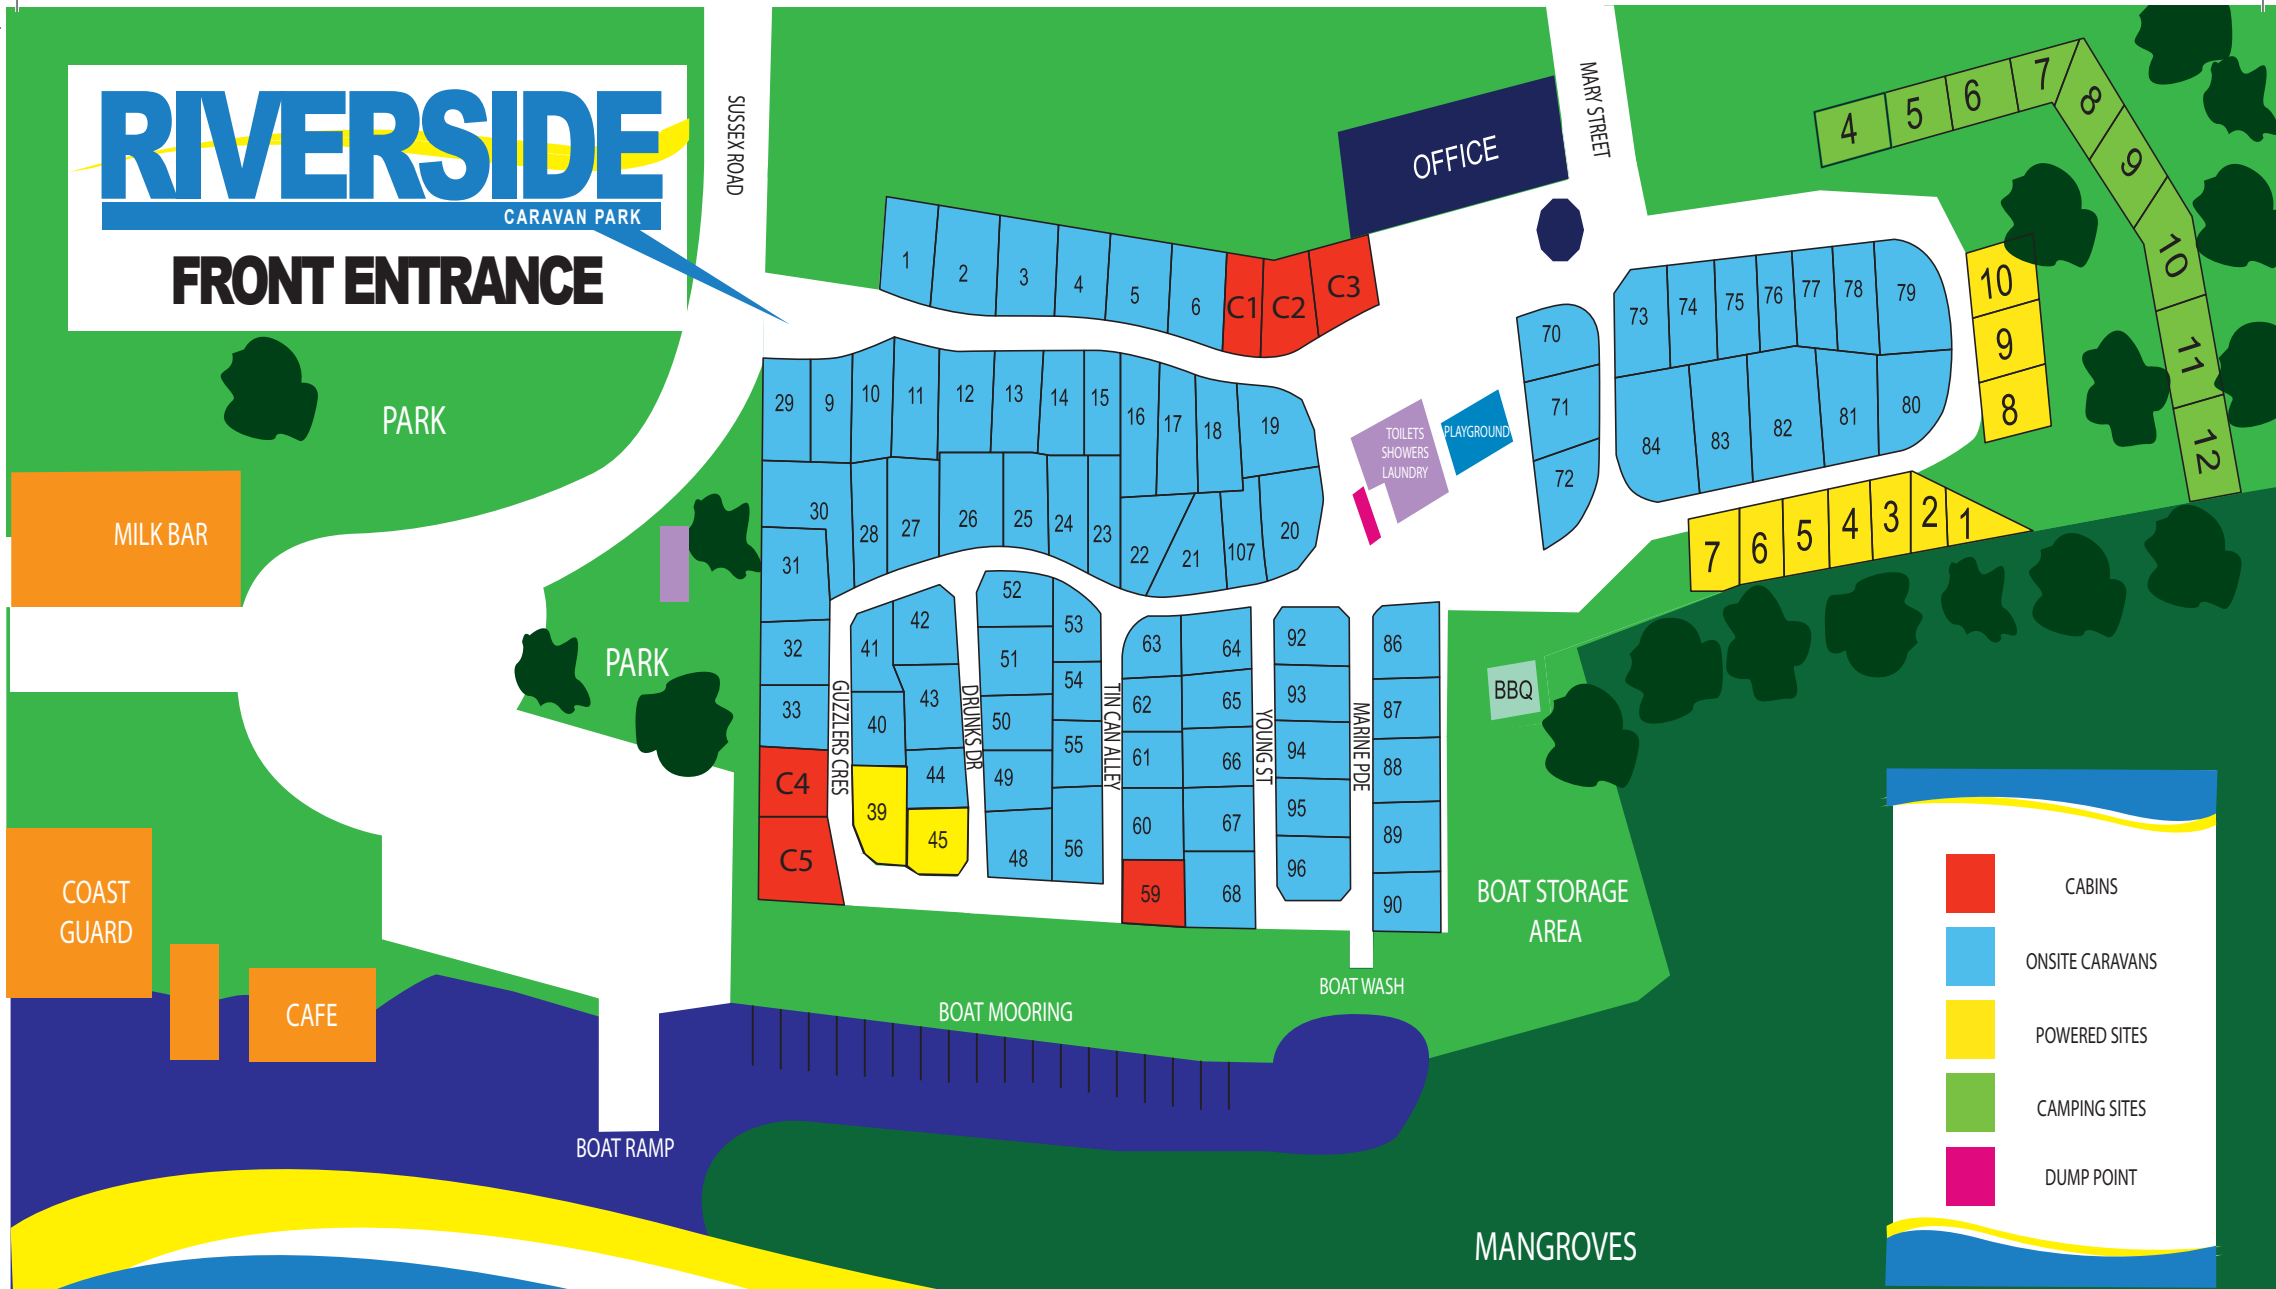 RIVERSIDE
CARAVAN PARK
FRONT ENTRANCE
SUSSEX ROAD
MARY STREET
OFFICE
4 5 6 7 8 9 10 11 12
1 2 3 4 5 6 C1 C2 C3
70 71 72
73 74 75 76 77 78 79
84 83 82 81 80
10 9 8
7 6 5 4 3 2 1
29 9 10 11 12 13 14 15 16 17 18 19
30 28 27 26 25 24 23 22 21 107 20
31
32
33
C4
C5
TOILETS
SHOWERS
LAUNDRY
PLAYGROUND
PARK
MILK BAR
PARK
GUZZLERS CRES
41 42
40 43
39 44
45
DRUNKS DR
52 53
51 54
50 55
49 56
48
TIN CAN ALLEY
63 64
62 65
61 66
60 67
59 68
YOUNG ST
92
93
94
95
96
MARINE PDE
86
87
88
89
90
BBQ
BOAT STORAGE
AREA
BOAT WASH
BOAT MOORING
COAST
GUARD
CAFE
BOAT RAMP
MANGROVES
CABINS
ONSITE CARAVANS
POWERED SITES
CAMPING SITES
DUMP POINT